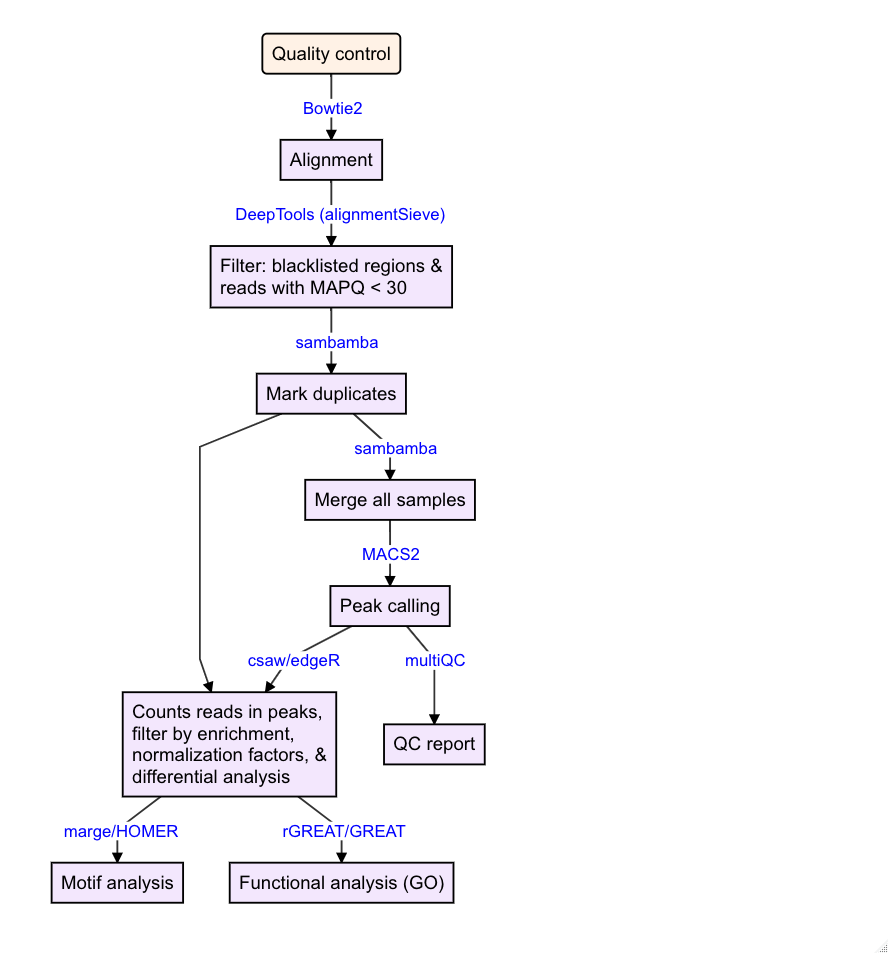 Quality control
Bowtie2
Alignment
DeepTools (alignmentSieve)
Filter: blacklisted regions &
reads with MAPQ < 30
sambamba
Mark duplicates
sambamba
Merge all samples
MACS2
Peak calling
csaw/edgeR
multiQC
Counts reads in peaks,
filter by enrichment,
normalization factors, &
differential analysis
QC report
marge/HOMER
rGREAT/GREAT
Motif analysis
Functional analysis (GO)